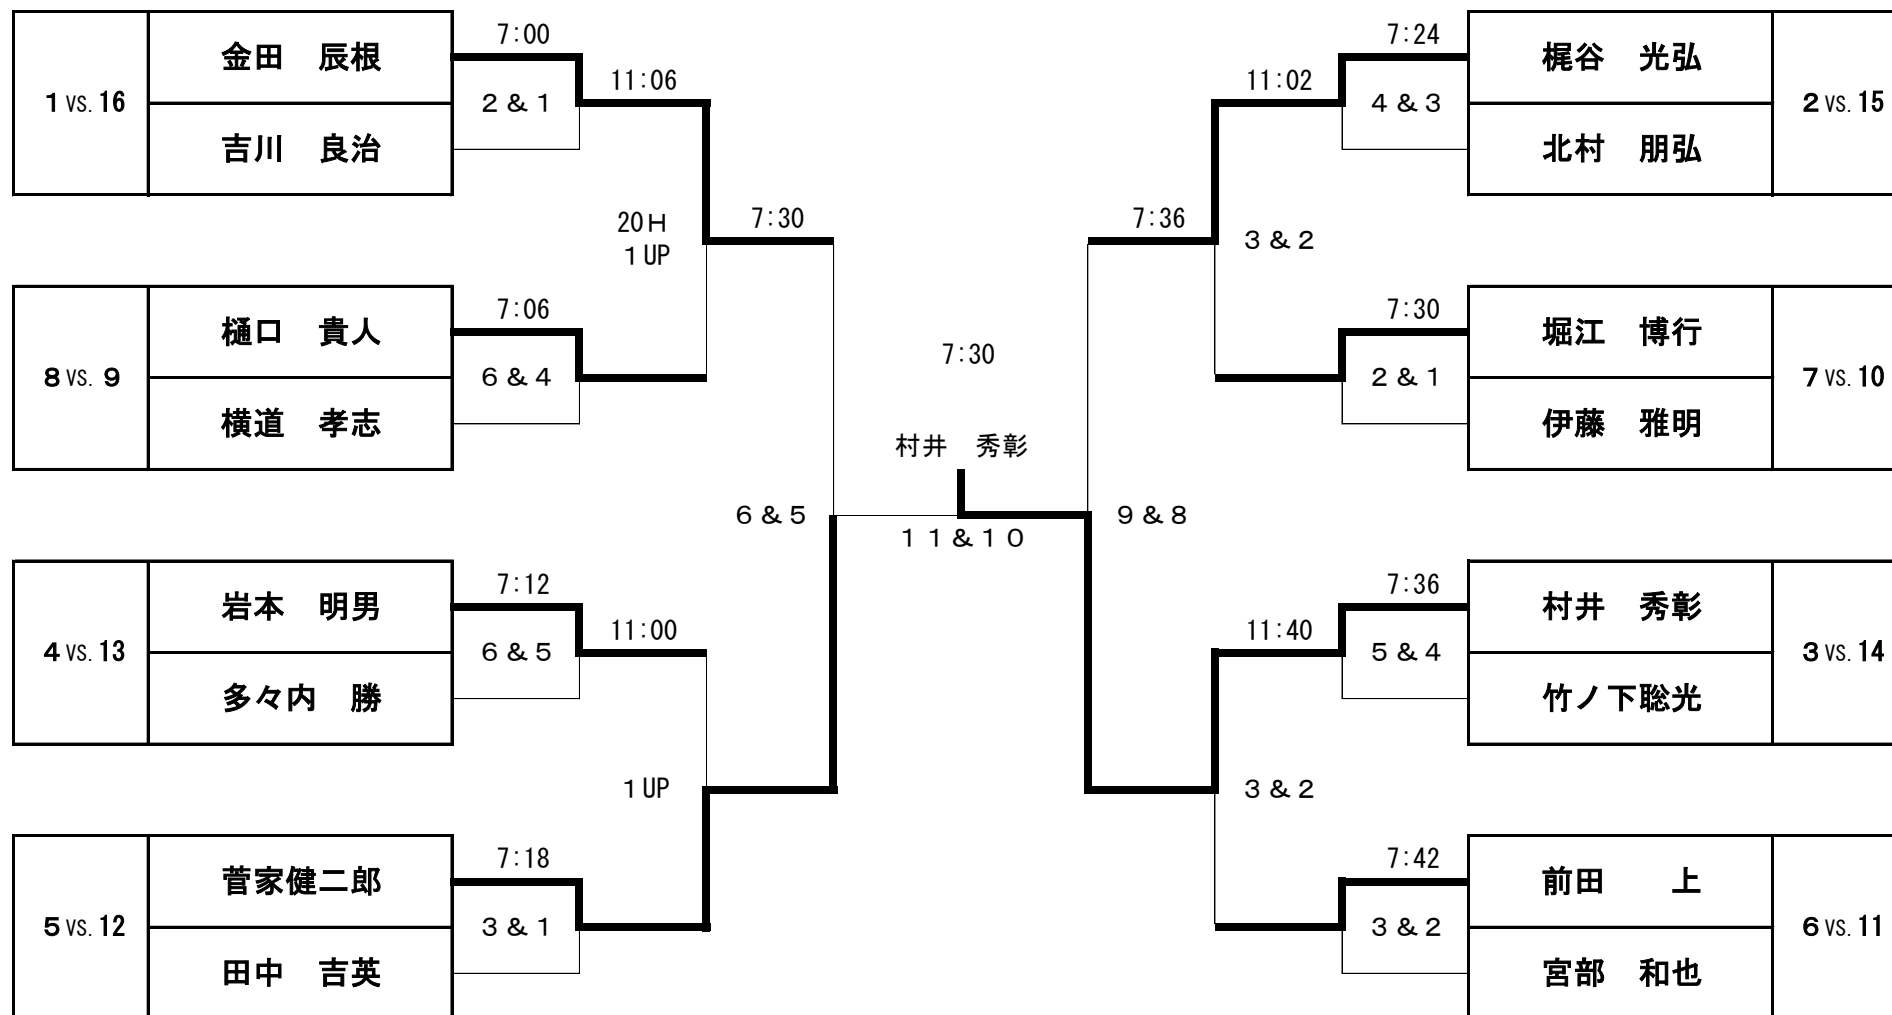 7:00
金田　辰根
11:06
1 VS. 16
2 & 1
吉川　良治
20H
1 UP
7:30
7:06
樋口　貴人
8 VS. 9
6 & 4
横道　孝志
6 & 5
7:12
岩本　明男
11:00
4 VS. 13
6 & 5
多々内　勝
1 UP
7:18
菅家健二郎
5 VS. 12
3 & 1
田中　吉英
7:30
村井　秀彰
11&10
7:24
梶谷　光弘
11:02
4 & 3
2 VS. 15
北村　朋弘
7:36
3 & 2
7:30
堀江　博行
2 & 1
7 VS. 10
伊藤　雅明
9 & 8
7:36
村井　秀彰
11:40
5 & 4
3 VS. 14
竹ノ下聡光
3 & 2
7:42
前田　　上
3 & 2
6 VS. 11
宮部　和也